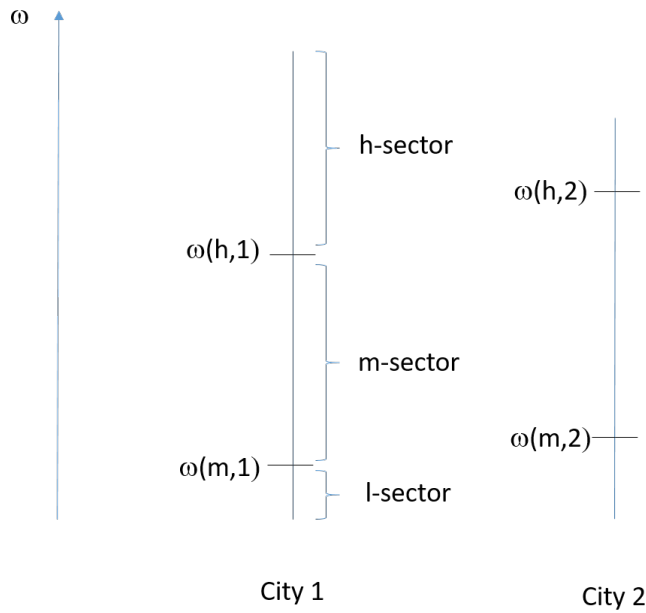 ω
h-sector
ω(h,2)
ω(h,1)
m-sector
ω(m,2)
ω(m,1)
l-sector
City 1
City 2